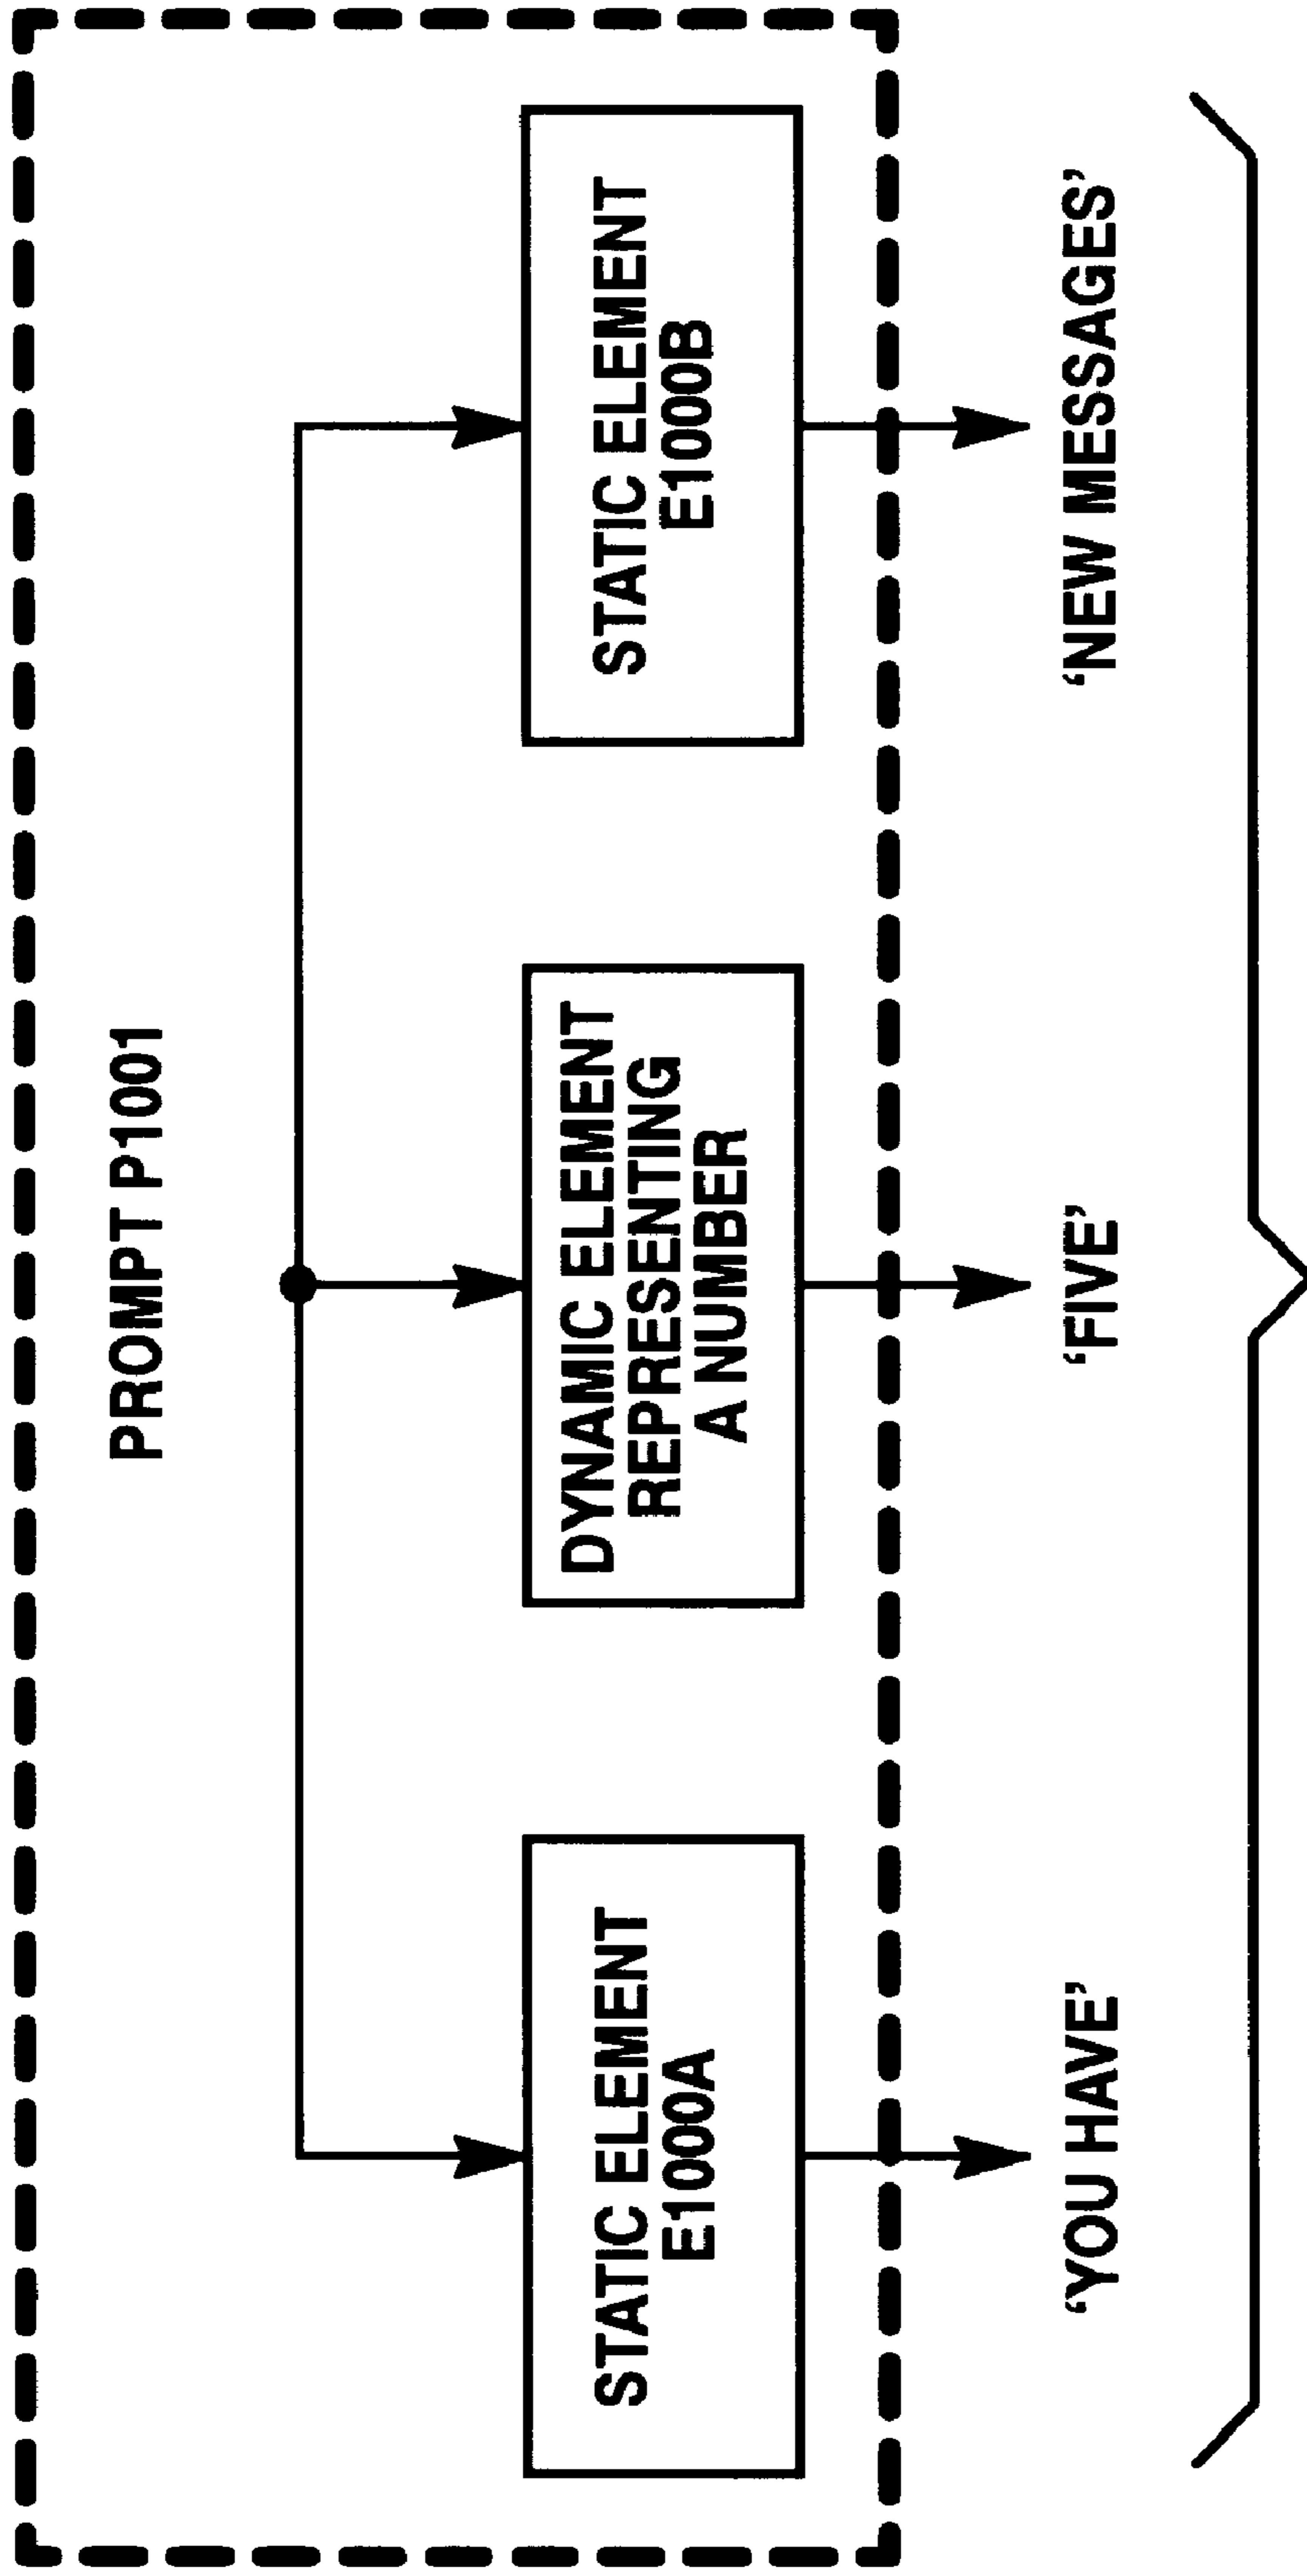 PROMPT P1001
STATIC ELEMENT
E1000A
DYNAMIC ELEMENT
REPRESENTING
A NUMBER
STATIC ELEMENT
E1000B
‘YOU HAVE’
‘FIVE’
‘NEW MESSAGES’